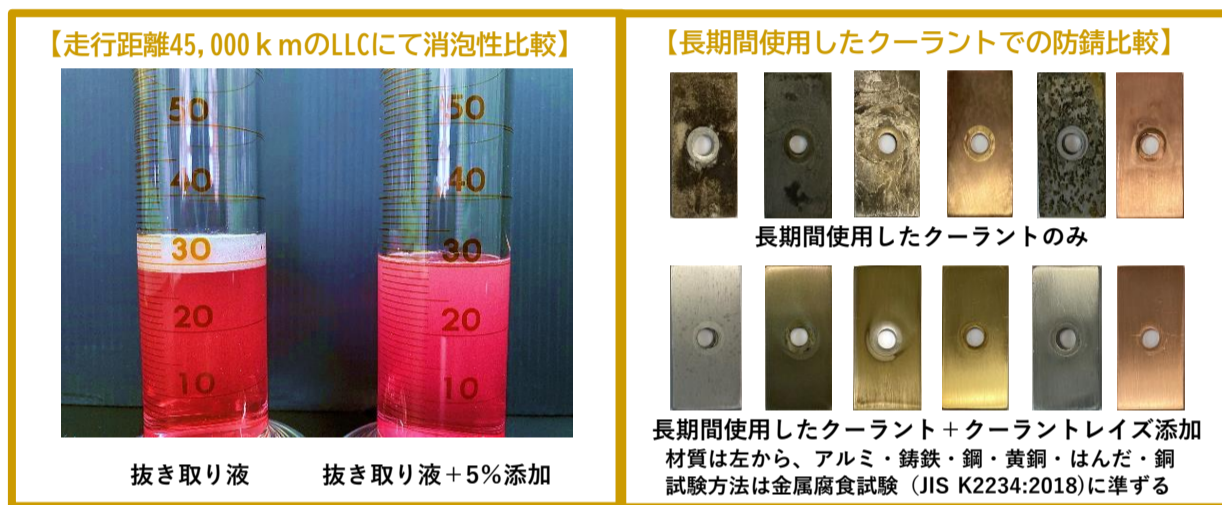 【走行距離45,000kmのLLCにて消泡性比較】
50
40
30
20
10
50
40
30
20
10
抜き取り液
抜き取り液+5%添加
【長期間使用したクーラントでの防錆比較】
長期間使用したクーラントのみ
長期間使用したクーラント+クーラントレイズ添加
材質は左から、アルミ・鋳鉄・鋼・黄銅・はんだ・銅
試験方法は金属腐食試験(JIS K2234:2018)に準ずる